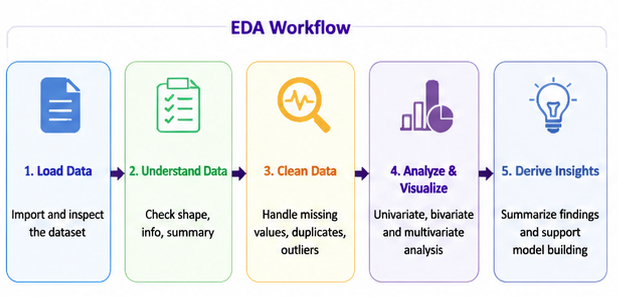 EDA Workflow
1. Load Data
Import and inspect
the dataset
2. Understand Data
Check shape,
info, summary
3. Clean Data
Handle missing
values, duplicates,
outliers
4. Analyze &
Visualize
Univariate, bivariate
and multivariate
analysis
5. Derive Insights
Summarize findings
and support
model building